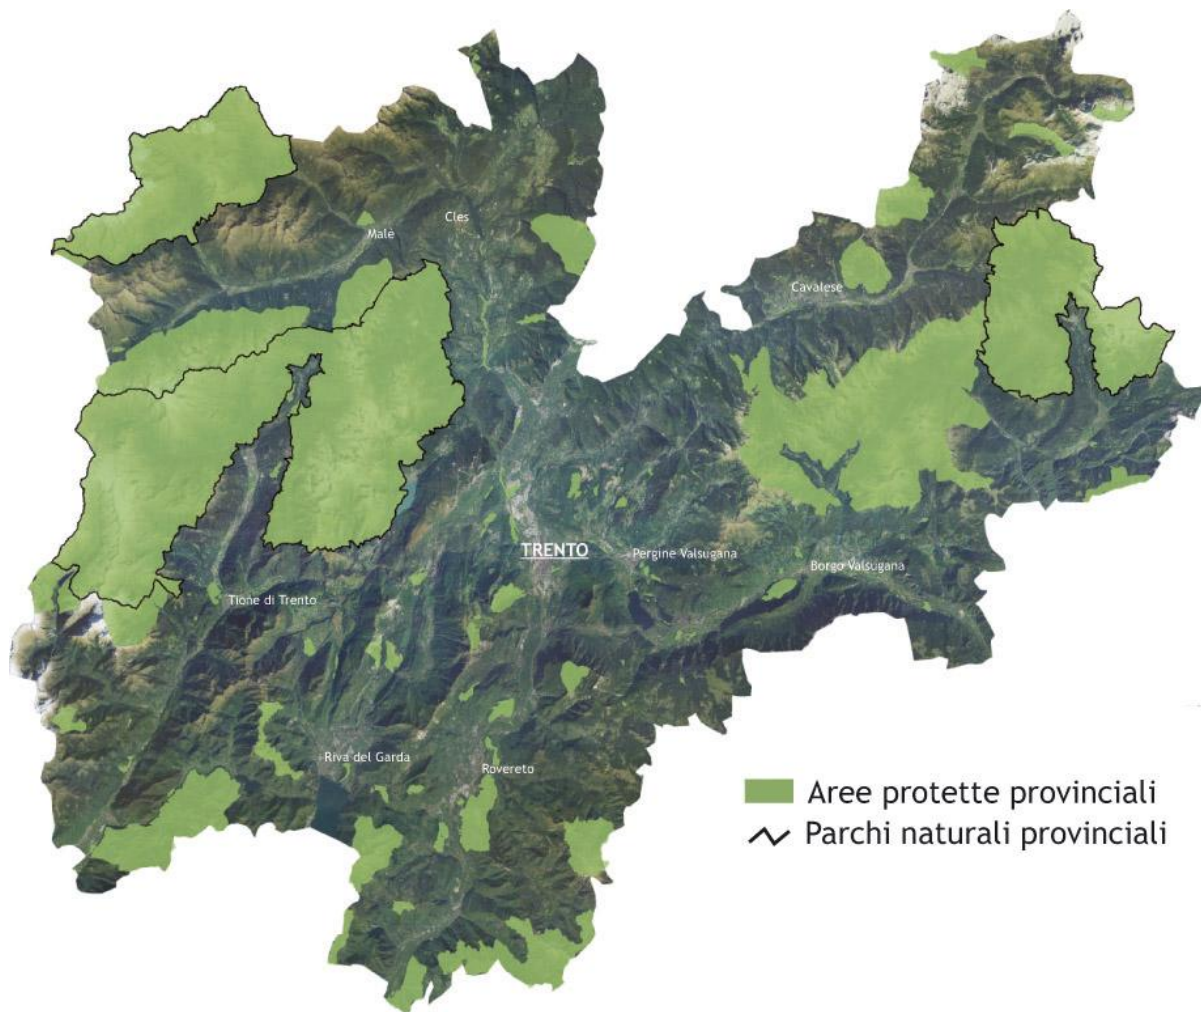 Cles
Malè
Cavalese
TRENTO
Pergine Valsugana
Borgo Valsugana
Tione di Trento
Riva del Garda
Rovereto
Aree protette provinciali
Parchi naturali provinciali